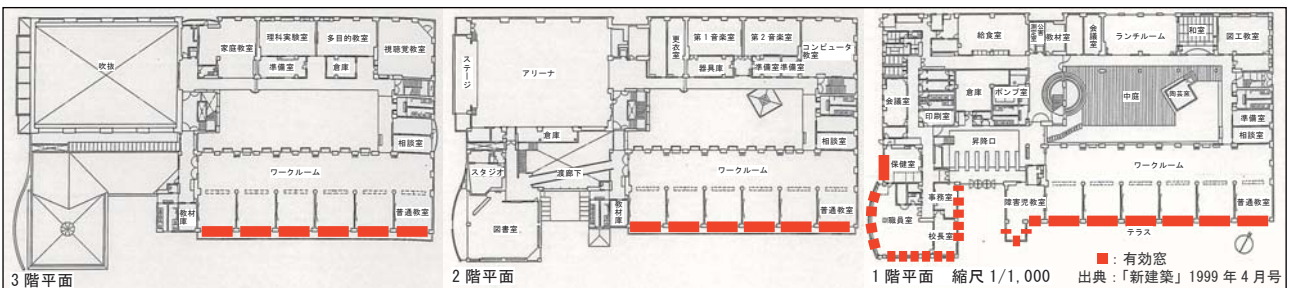 吹抜
家庭教室
理科実験室
多目的教室
視聴覚教室
準備室
倉庫
相談室
ワークルーム
教材庫
普通教室
3階平面
ステージ
アリーナ
更衣室
第1音楽室
第2音楽室
コンピュータ教室
器具庫
準備室
準備室
倉庫
相談室
スタジオ
渡廊下
ワークルーム
図書室
教材庫
普通教室
2階平面
給食室
教材室
会議室
ランチルーム
和室
図工教室
会議室
倉庫
ポンプ室
中庭
陶芸窯
印刷室
準備室
相談室
昇降口
保健室
ワークルーム
事務室
職員室
校長室
障害児教室
普通教室
テラス
:有効窓
1階平面 縮尺 1/1,000 出典:「新建築」1999年4月号